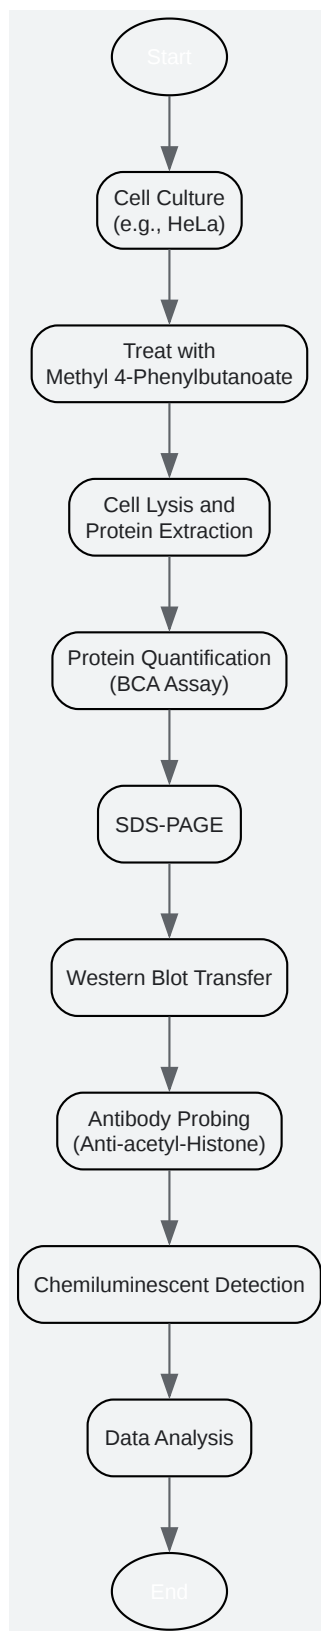 Start
Cell Culture
(e.g., HeLa)
Treat with
Methyl 4-Phenylbutanoate
Cell Lysis and
Protein Extraction
Protein Quantification
(BCA Assay)
SDS-PAGE
Western Blot Transfer
Antibody Probing
(Anti-acetyl-Histone)
Chemiluminescent Detection
Data Analysis
End